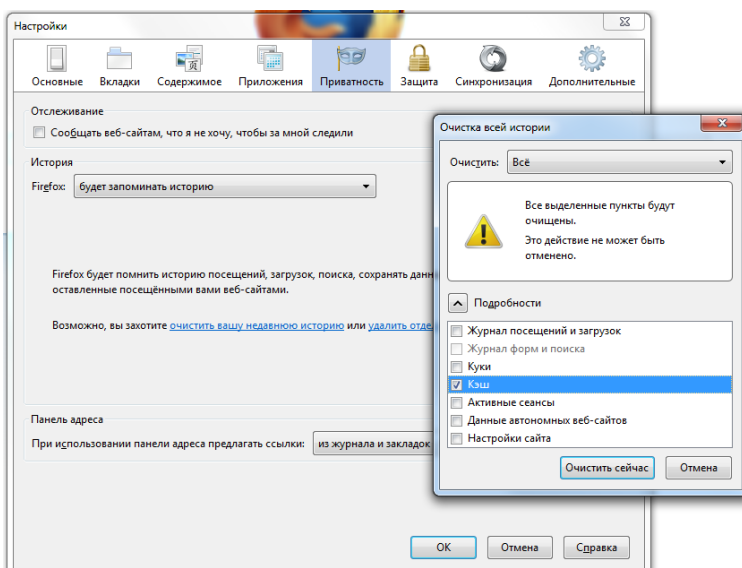 Настройки
Основные Вкладки Содержимое Приложения Приватность Защита Синхронизация Дополнительные
Отслеживание
Сообщать веб-сайтам, что я не хочу, чтобы за мной следили
История
Firefox: будет запоминать историю
Firefox будет помнить историю посещений, загрузок, поиска, сохранять
оставленные посещёнными вами веб-сайтами.
Возможно, вы захотите очистить вашу недавнюю историю или удалить
Панель адреса
При использовании панели адреса предлагать ссылки: из журнала и закладок
OK Отмена Справка
Очистка всей истории
Очистить: Всё
Все выделенные пункты будут
очищены.
Это действие не может быть
отменено.
Подробности
Журнал посещений и загрузок
Журнал форм и поиска
Куки
Кэш
Активные сеансы
Данные автономных веб-сайтов
Настройки сайта
Очистить сейчас Отмена